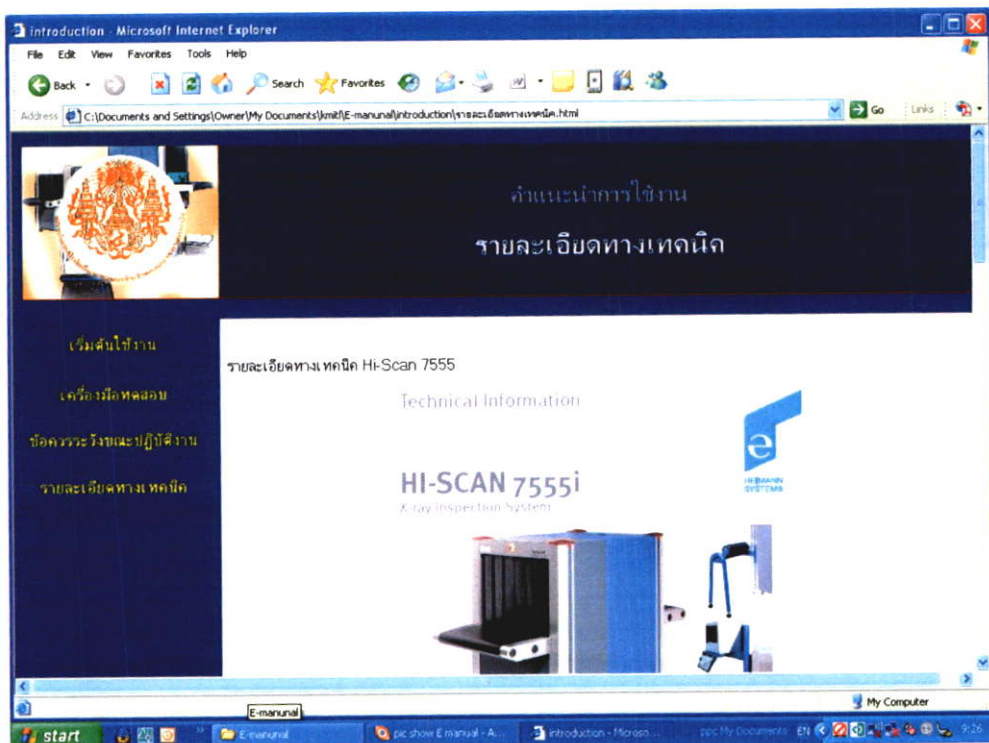 introduction - Microsoft Internet Explorer
File Edit View Favorites Tools Help
Back Search Favorites
Address C:\Documents and Settings\Owner\My Documents\kmitl\E-manunal\introduction\รายละเอียดทางเทคนิค.html Go Links
คำแนะนำการใช้งาน
รายละเอียดทางเทคนิค
เริ่มต้นใช้งาน
เครื่องมือทดสอบ
ข้อควรระวังขณะปฏิบัติงาน
รายละเอียดทางเทคนิค
รายละเอียดทางเทคนิค Hi-Scan 7555
Technical Information
e
HEIMANN
SYSTEMS
HI-SCAN 7555i
X-ray Inspection System
My Computer
E-manunal
start E-manunal pic show E manual - A... introduction - Microso... ppc My Documents EN 9:26